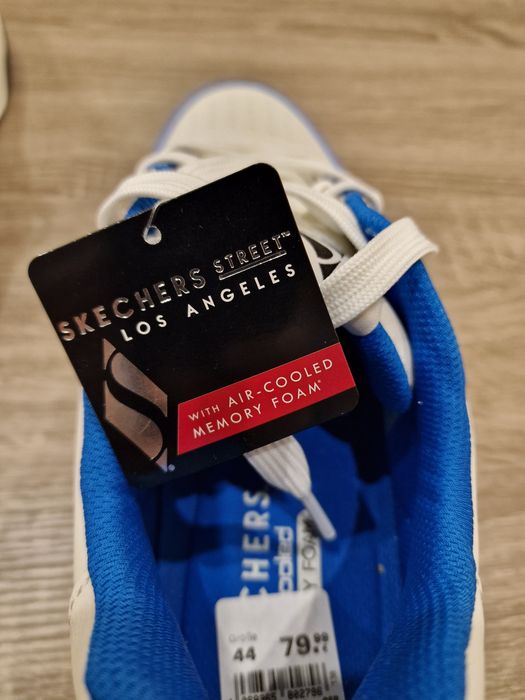 SKECHERS STREET™
LOS ANGELES
WITH AIR-COOLED
MEMORY FOAM®
Größe
44
79.99
€